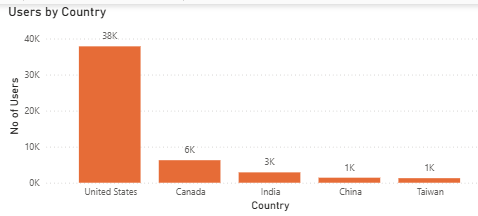 Users by Country
No of Users
40K
30K
20K
10K
0K
38K
6K
3K
1K
1K
United States
Canada
India
China
Taiwan
Country